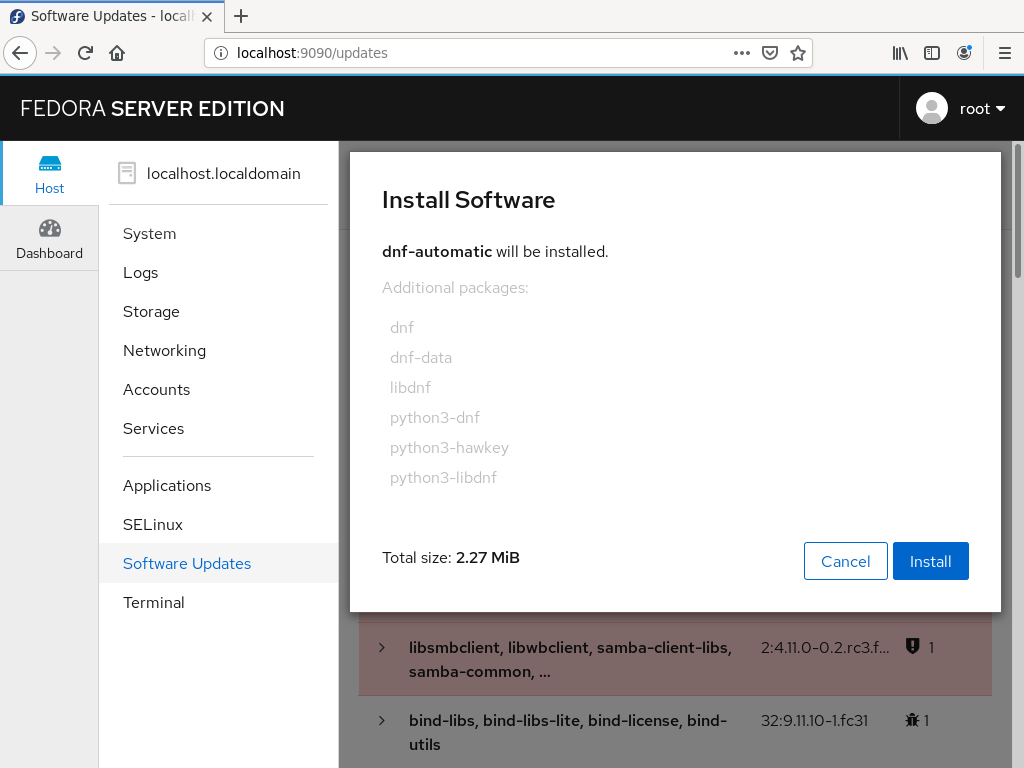 Software Updates - local
localhost:9090/updates
FEDORA SERVER EDITION
root
Host
Dashboard
localhost.localdomain
System
Logs
Storage
Networking
Accounts
Services
Applications
SELinux
Software Updates
Terminal
Install Software
dnf-automatic will be installed.
Additional packages:
dnf
dnf-data
libdnf
python3-dnf
python3-hawkey
python3-libdnf
Total size: 2.27 MiB
Cancel
Install
libsmbclient, libwbclient, samba-client-libs,
samba-common, ...
2:4.11.0-0.2.rc3.f...
1
bind-libs, bind-libs-lite, bind-license, bind-
utils
32:9.11.10-1.fc31
1